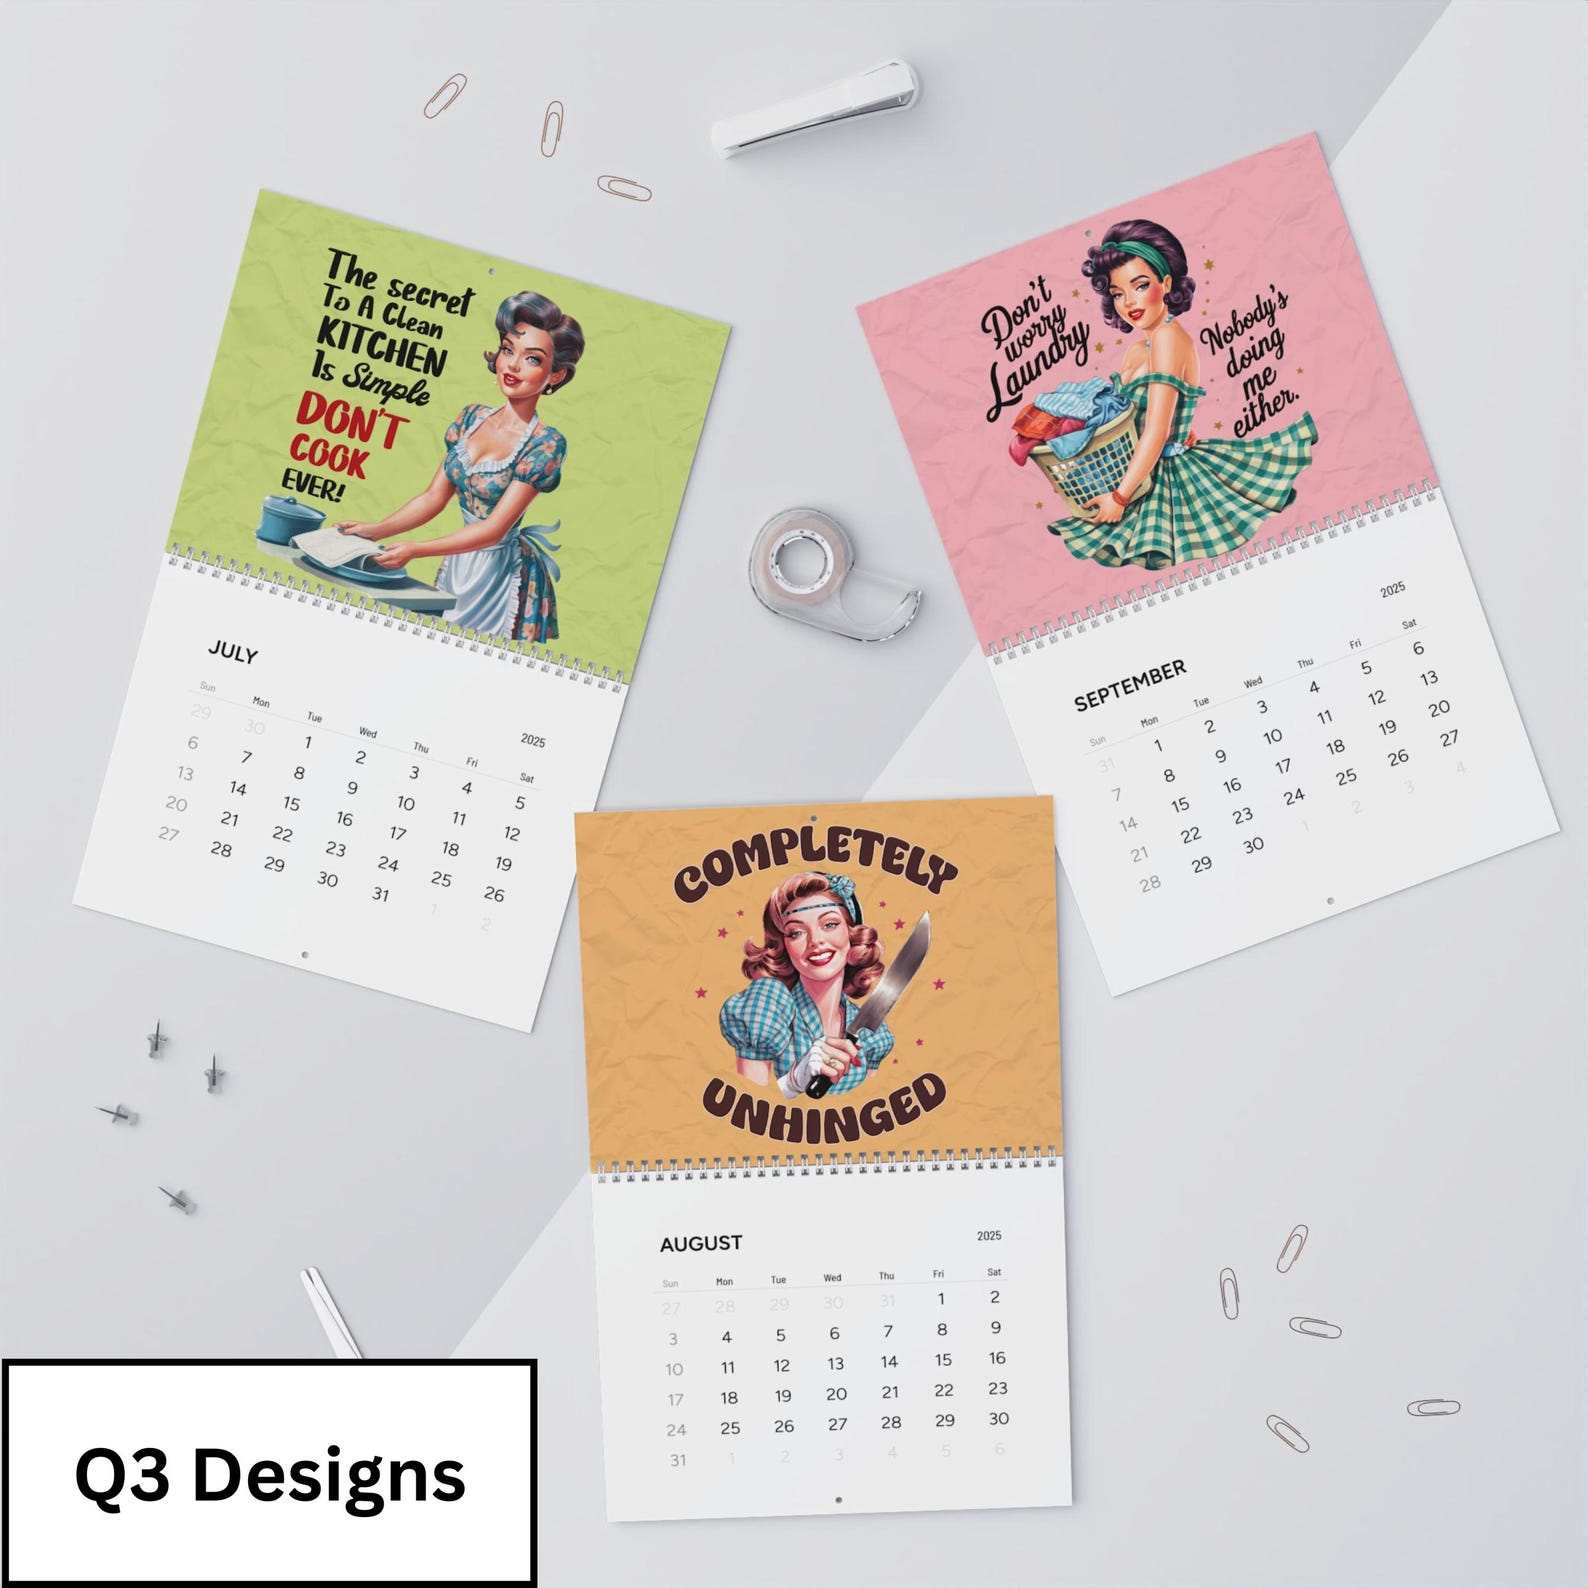 The secret
To A Clean
KITCHEN
Is Simple
DON'T
COOK
EVER!
JULY
2025
Sun Mon Tue Wed Thu Fri Sat
29 30 1 2 3 4 5
6 7 8 9 10 11 12
13 14 15 16 17 18 19
20 21 22 23 24 25 26
27 28 29 30 31 1 2
Don't
worry
Laundry
Nobody's
doing
me
either.
SEPTEMBER
2025
Sun Mon Tue Wed Thu Fri Sat
31 1 2 3 4 5 6
7 8 9 10 11 12 13
14 15 16 17 18 19 20
21 22 23 24 25 26 27
28 29 30 1 2 3 4
COMPLETELY
UNHINGED
AUGUST
2025
Sun Mon Tue Wed Thu Fri Sat
27 28 29 30 31 1 2
3 4 5 6 7 8 9
10 11 12 13 14 15 16
17 18 19 20 21 22 23
24 25 26 27 28 29 30
31 1 2 3 4 5 6
Q3 Designs